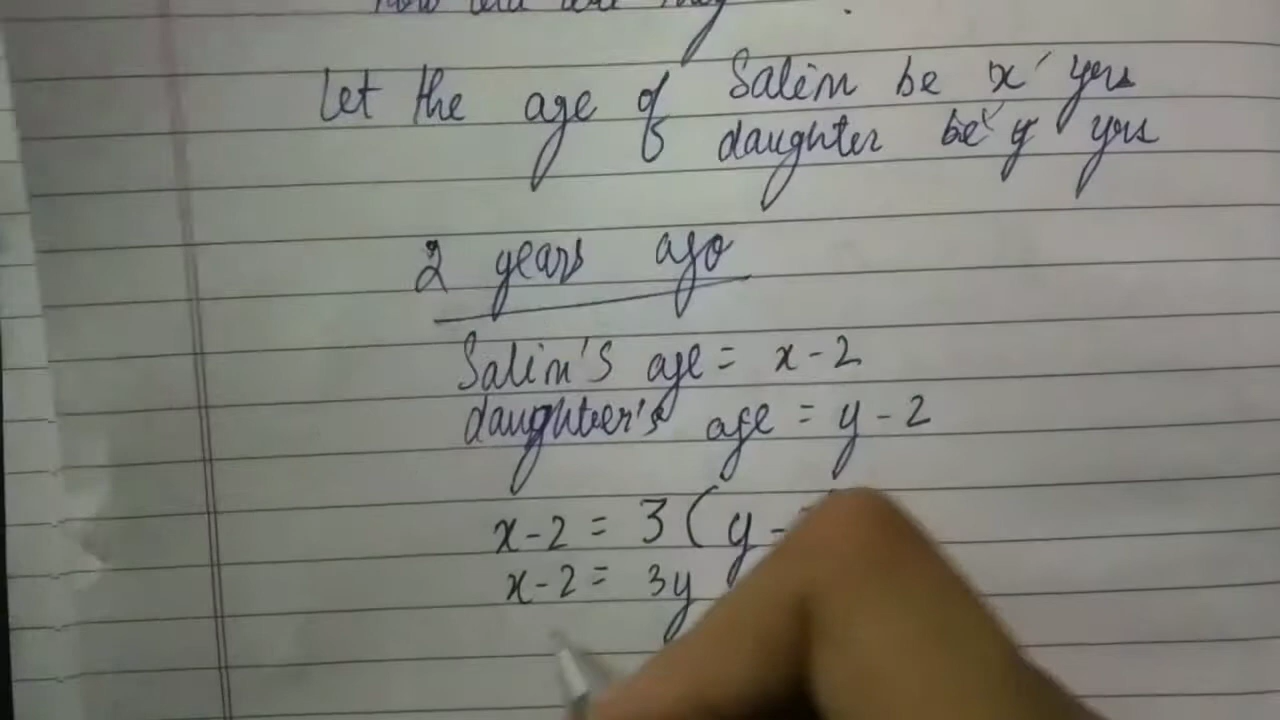 Let the age of Salim be x yrs
daughter be y yrs
2 years ago
Salim's age = x - 2
daughter's age = y - 2
x - 2 = 3 ( y -
x - 2 = 3y